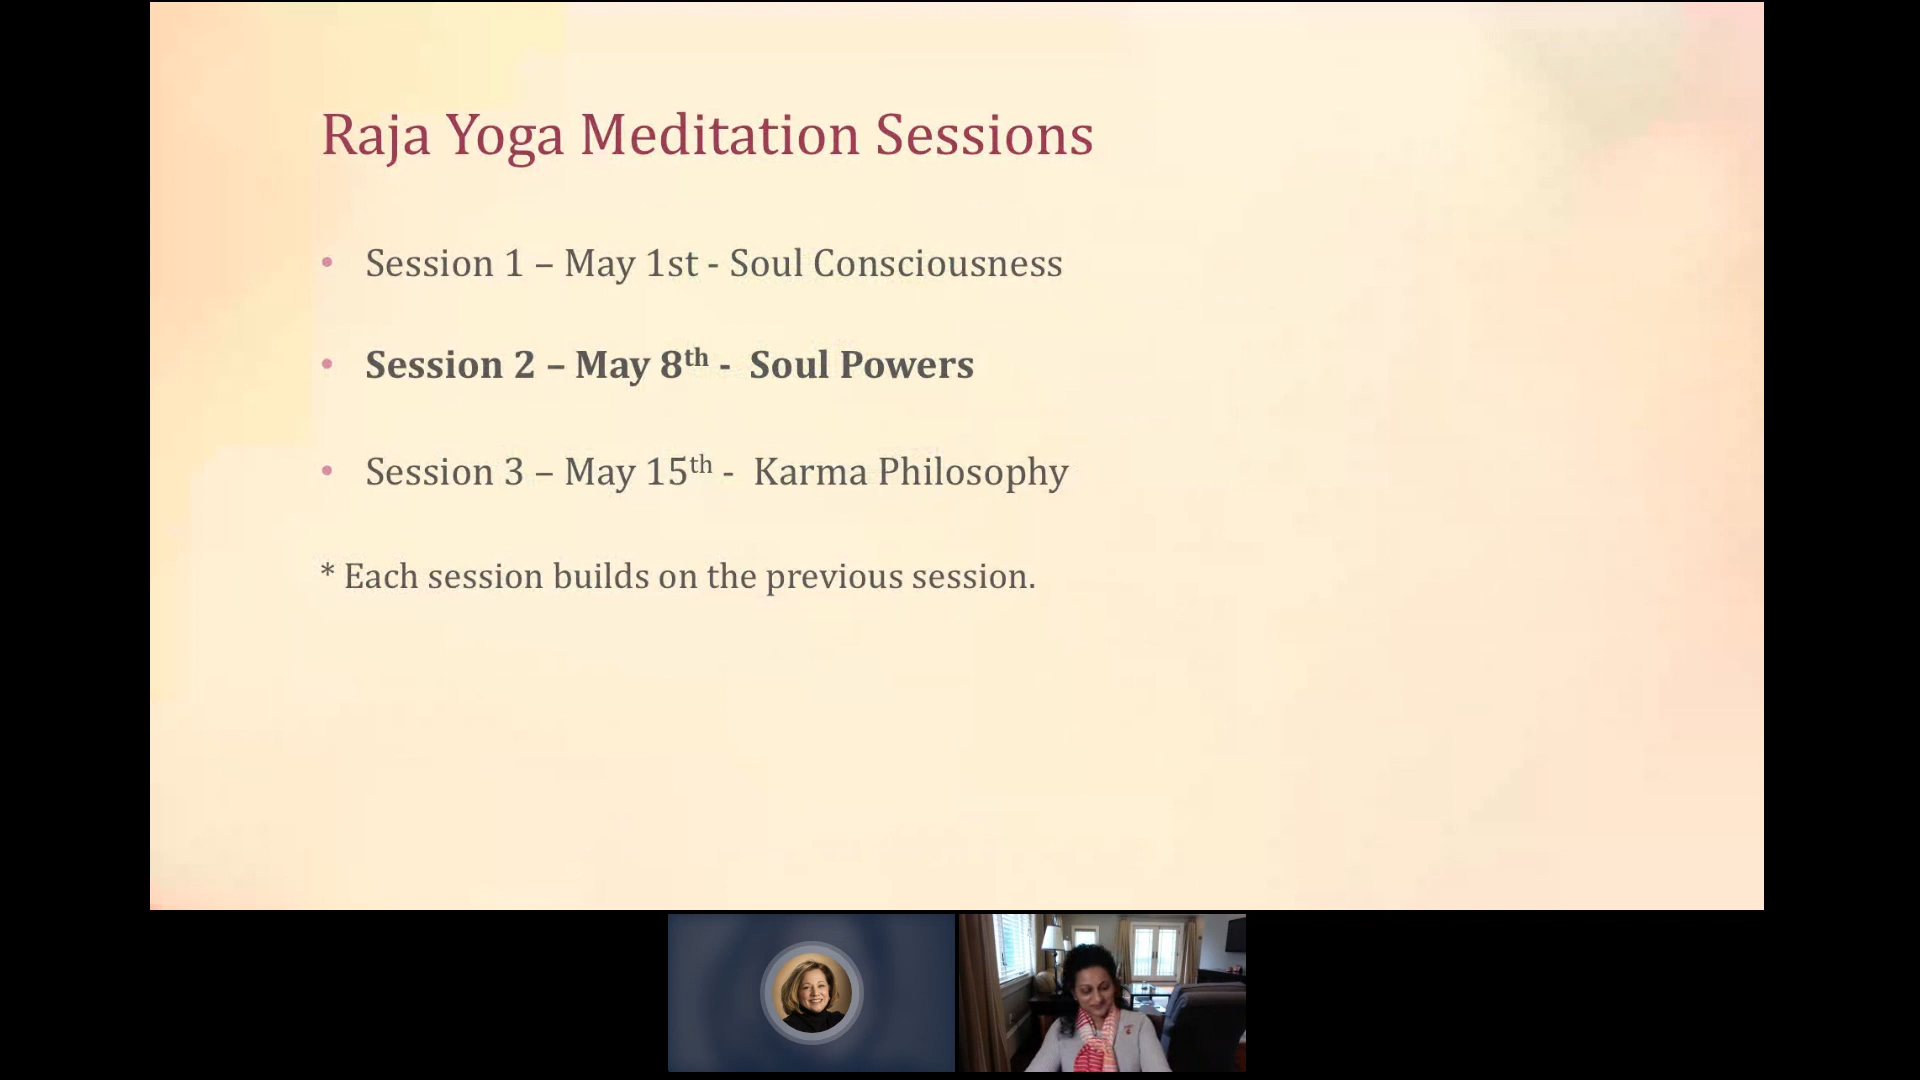 Raja Yoga Meditation Sessions
• Session 1 – May 1st - Soul Consciousness
• Session 2 – May 8th - Soul Powers
• Session 3 – May 15th - Karma Philosophy
* Each session builds on the previous session.